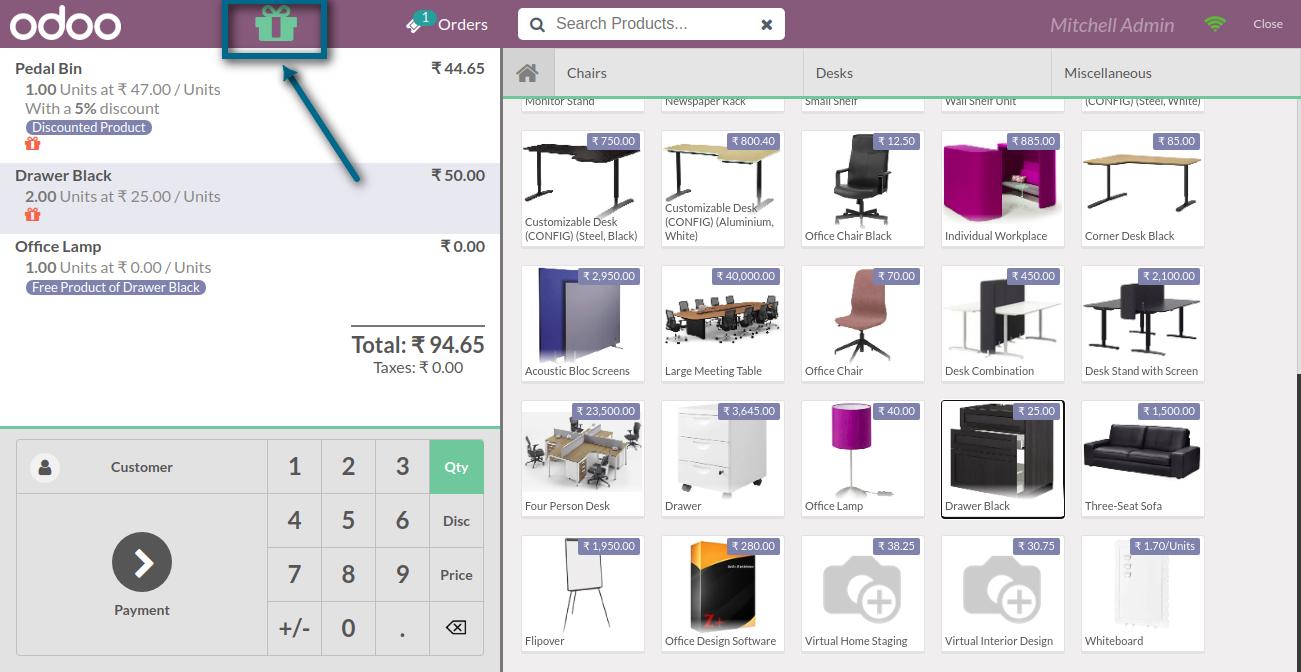 odoo
1
Orders
Search Products...
Mitchell Admin
Close
Pedal Bin
₹ 44.65
1.00 Units at ₹ 47.00 / Units
With a 5% discount
Discounted Product
Drawer Black
₹ 50.00
2.00 Units at ₹ 25.00 / Units
Office Lamp
₹ 0.00
1.00 Units at ₹ 0.00 / Units
Free Product of Drawer Black
Total: ₹ 94.65
Taxes: ₹ 0.00
Customer
Payment
1 2 3 Qty
4 5 6 Disc
7 8 9 Price
+/- 0 .
Chairs
Desks
Miscellaneous
Monitor Stand
Newspaper Rack
Small Shelf
Wall Shelf Unit
(CONFIG) (Steel, White)
₹ 750.00
Customizable Desk
(CONFIG) (Steel, Black)
₹ 800.40
Customizable Desk
(CONFIG) (Aluminium,
White)
₹ 12.50
Office Chair Black
₹ 885.00
Individual Workplace
₹ 85.00
Corner Desk Black
₹ 2,950.00
Acoustic Bloc Screens
₹ 40,000.00
Large Meeting Table
₹ 70.00
Office Chair
₹ 450.00
Desk Combination
₹ 2,100.00
Desk Stand with Screen
₹ 23,500.00
Four Person Desk
₹ 3,645.00
Drawer
₹ 40.00
Office Lamp
₹ 25.00
Drawer Black
₹ 1,500.00
Three-Seat Sofa
₹ 1,950.00
Flipover
₹ 280.00
Office Design Software
₹ 38.25
Virtual Home Staging
₹ 30.75
Virtual Interior Design
₹ 1.70/Units
Whiteboard